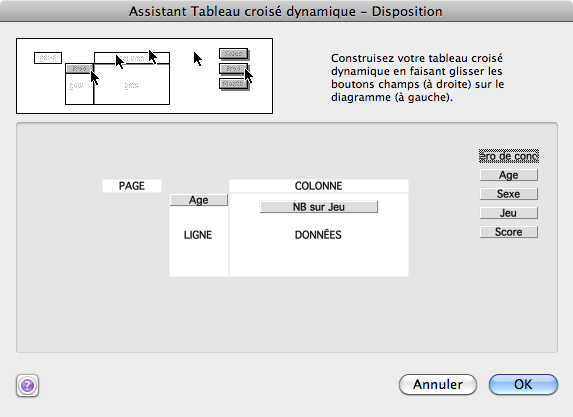 Assistant Tableau croisé dynamique – Disposition
Construisez votre tableau croisé
dynamique en faisant glisser les
boutons champs (à droite) sur le
diagramme (à gauche).
éro de conc
PAGE
COLONNE
Age
Age
Sexe
NB sur Jeu
Jeu
LIGNE
DONNÉES
Score
?
Annuler
OK